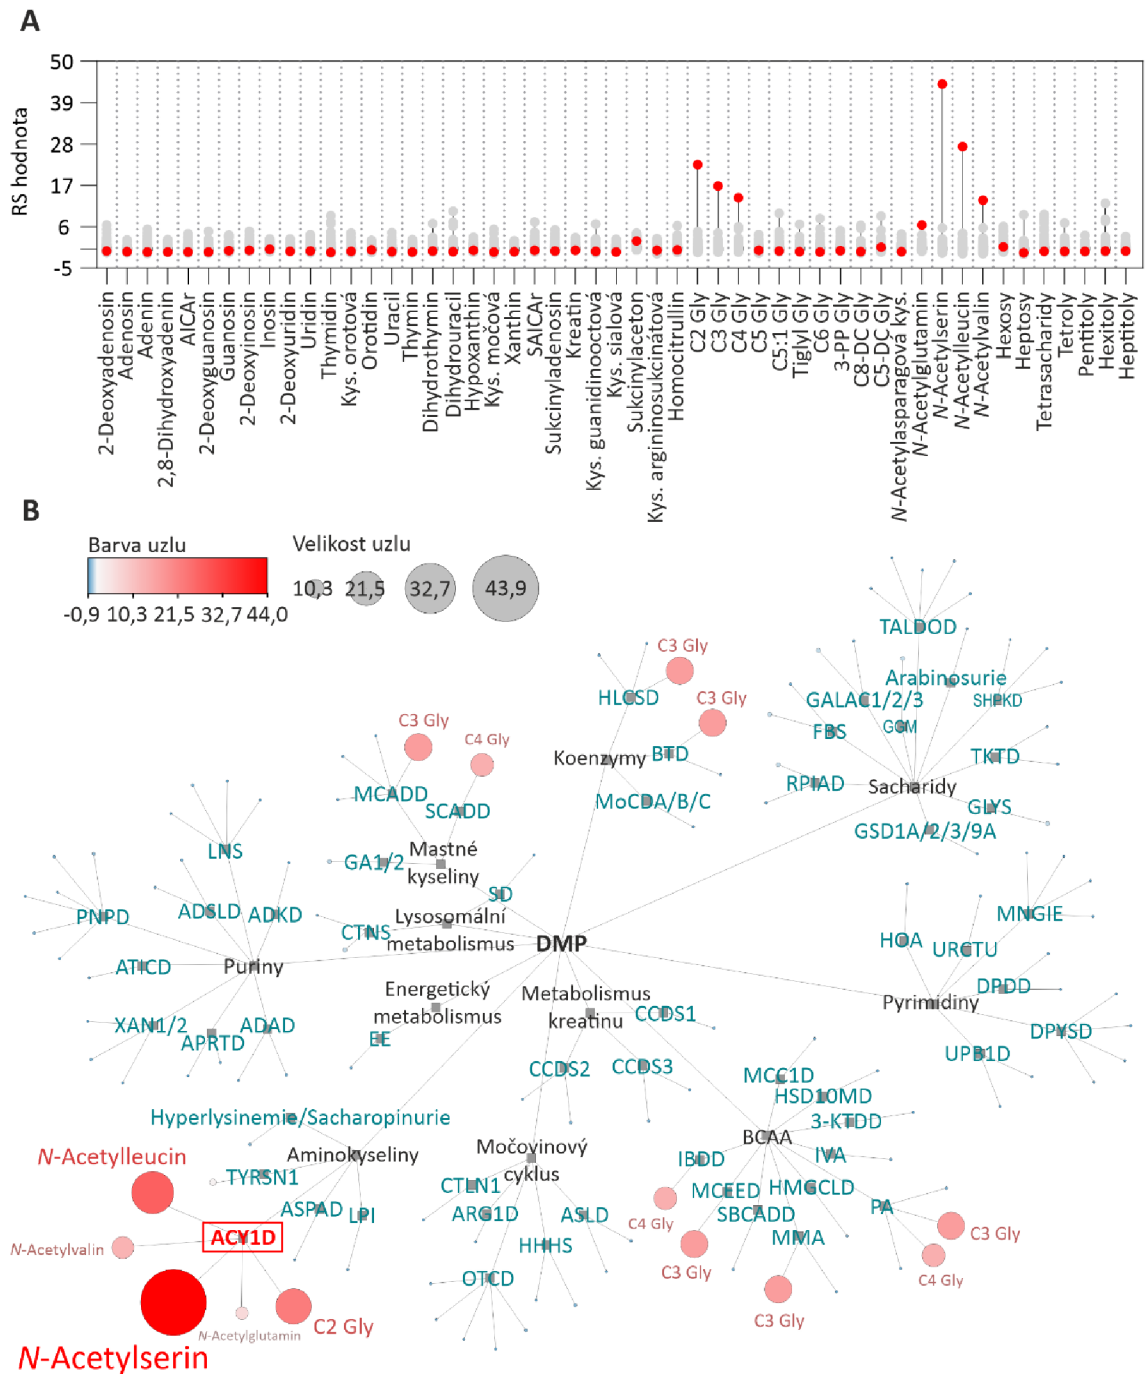 A
RS hodnota
50
39
28
17
6
-5
2-Deoxyadenosin
Adenosin
Adenin
2,8-Dihydroxyadenin
AICAr
2-Deoxyguanosin
Guanosin
2-Deoxyinosin
Inosin
2-Deoxyuridin
Uridin
Thymidin
Kys. orotová
Orotidin
Uracil
Thymin
Dihydrothymin
Dihydrouracil
Hypoxanthin
Kys. močová
Xanthin
SAICAr
Sukcinyladenosin
Kreatin
Kys. guanidinooctová
Kys. sialová
Sukcinylaceton
Kys. argininosukcinátová
Homocitrullin
C2 Gly
C3 Gly
C4 Gly
C5 Gly
C5:1 Gly
Tiglyl Gly
C6 Gly
3-PP Gly
C8-DC Gly
C5-DC Gly
N-Acetylasparagová kys.
N-Acetylglutamin
N-Acetylserin
N-Acetylleucin
N-Acetylvalin
Hexosy
Heptosy
Tetrasacharidy
Tetroly
Pentitoly
Hexitoly
Heptitoly
B
Barva uzlu
-0,9 10,3 21,5 32,7 44,0
Velikost uzlu
10,3 21,5 32,7 43,9
TALDOD
C3 Gly
HLCSD
Arabinosurie
GALAC1/2/3
SHPKD
C3 Gly
C3 Gly
C4 Gly
FBS
GGM
Koenzymy
BTD
TKTD
MCADD
SCADD
MoCDA/B/C
RPIAD
Sacharidy
GLYS
GSD1A/2/3/9A
LNS
GA1/2
Mastné
kyseliny
SD
PNPD
ADSLD
ADKD
CTNS
Lysosomální
metabolismus
DMP
MNGIE
HOA
URCTU
ATICD
Puriny
Energetický
metabolismus
Metabolismus
kreatinu
CCDS1
DPDD
Pyrimidiny
XAN1/2
APRTD
ADAD
EE
DPYSD
UPB1D
CCDS2
CCDS3
MCC1D
HSD10MD
3-KTDD
Hyperlysinemie/Sacharopinurie
BCAA
N-Acetylleucin
Aminokyseliny
Močovinový
cyklus
IBDD
IVA
TYRSN1
CTLN1
MCEED
HMGCLD
ASPAD
LPI
ARG1D
ASLD
C4 Gly
SBCADD
PA
ACY1D
N-Acetylvalin
HHHS
MMA
C3 Gly
C3 Gly
OTCD
C4 Gly
C3 Gly
N-Acetylglutamin
C2 Gly
N-Acetylserin